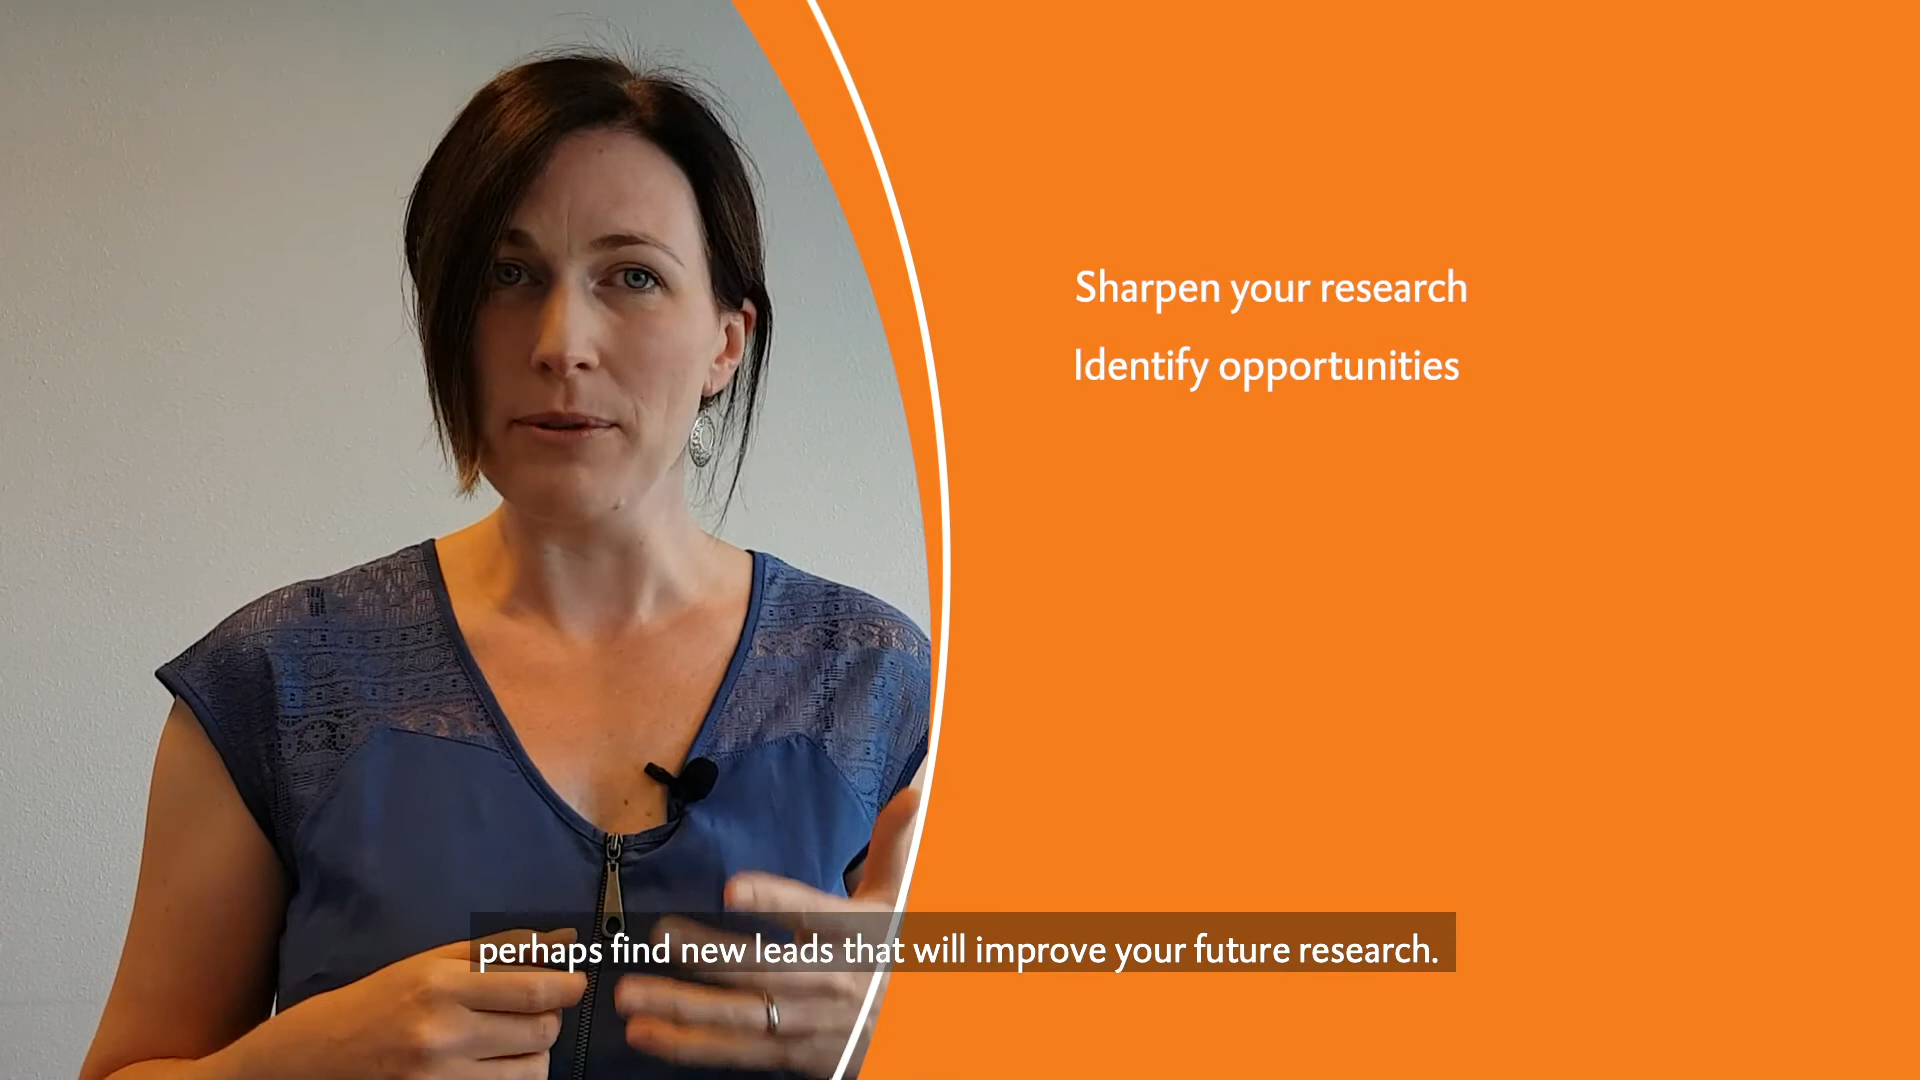 Sharpen your research
Identify opportunities
perhaps find new leads that will improve your future research.